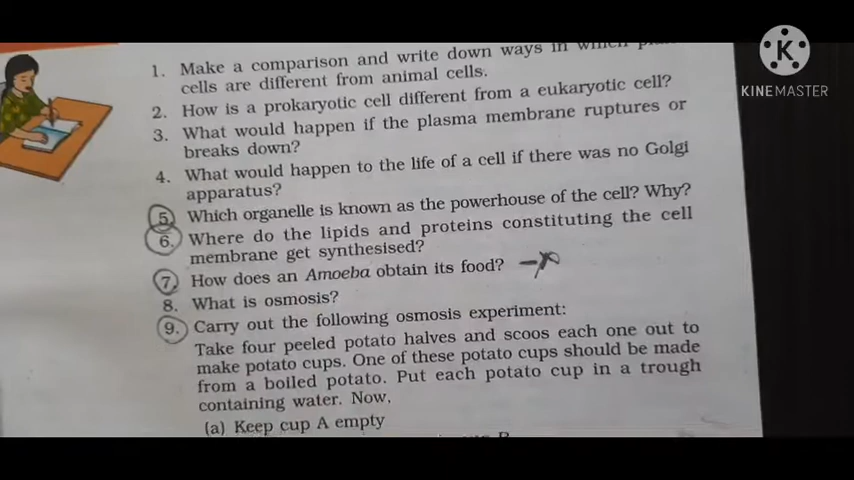 KINEMASTER
1. Make a comparison and write down ways in which
cells are different from animal cells.
2. How is a prokaryotic cell different from a eukaryotic cell?
3. What would happen if the plasma membrane ruptures or
breaks down?
4. What would happen to the life of a cell if there was no Golgi
apparatus?
5. Which organelle is known as the powerhouse of the cell? Why?
6. Where do the lipids and proteins constituting the cell
membrane get synthesised?
7. How does an Amoeba obtain its food?
8. What is osmosis?
9. Carry out the following osmosis experiment:
Take four peeled potato halves and scoos each one out to
make potato cups. One of these potato cups should be made
from a boiled potato. Put each potato cup in a trough
containing water. Now,
(a) Keep cup A empty